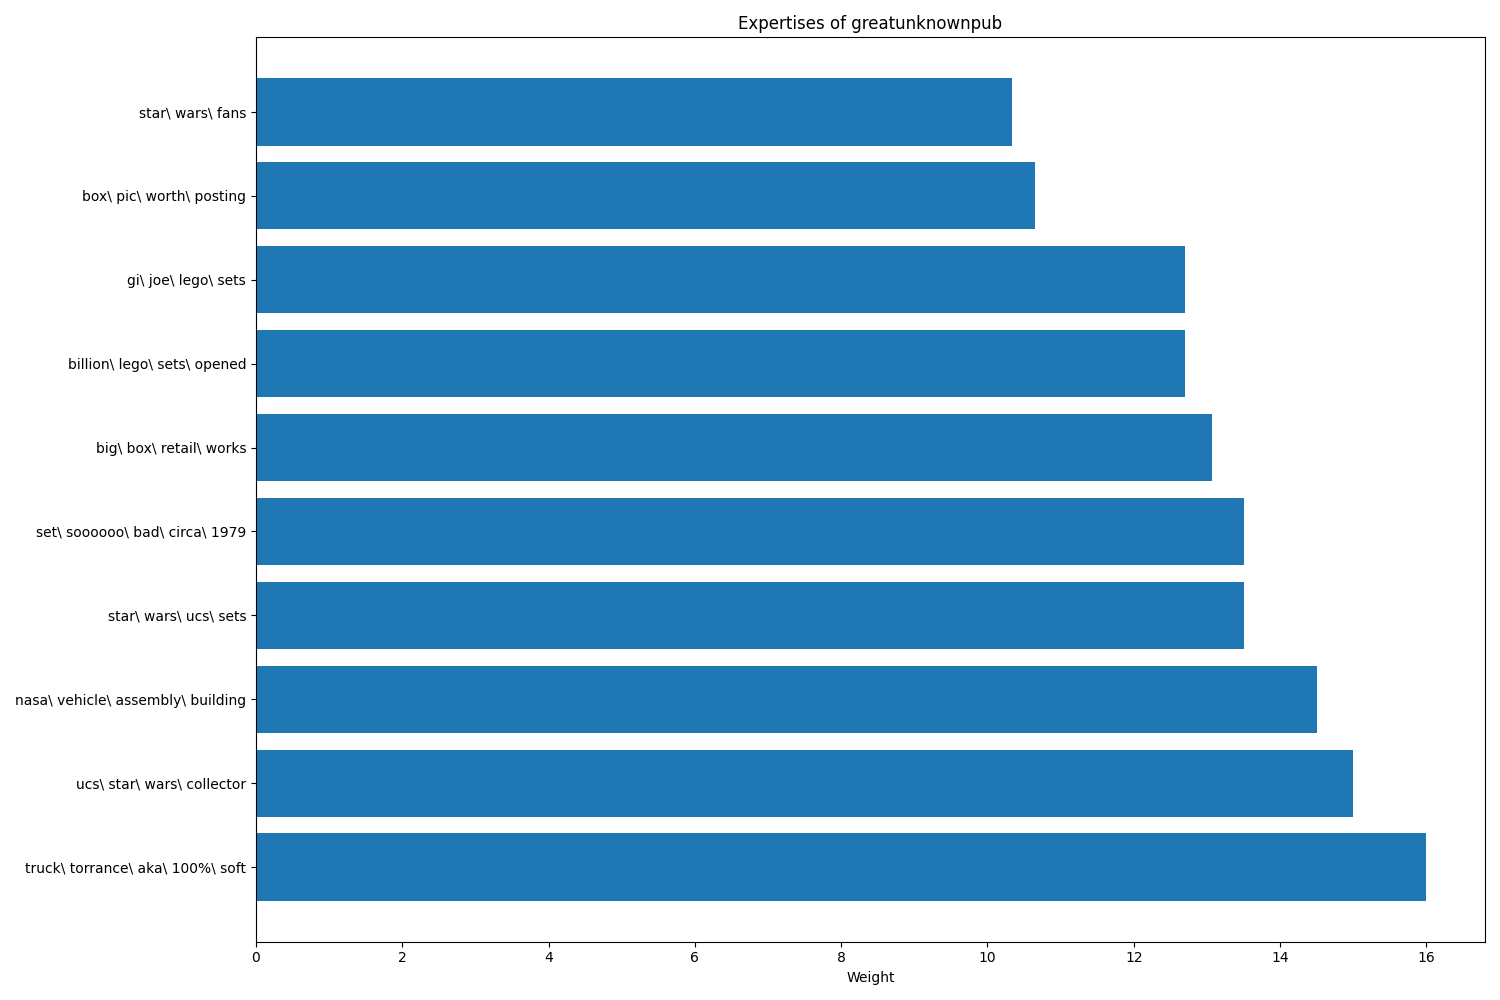 Expertises of greatunknownpub
star\ wars\ fans
box\ pic\ worth\ posting
gi\ joe\ lego\ sets
billion\ lego\ sets\ opened
big\ box\ retail\ works
set\ soooooo\ bad\ circa\ 1979
star\ wars\ ucs\ sets
nasa\ vehicle\ assembly\ building
ucs\ star\ wars\ collector
truck\ torrance\ aka\ 100%\ soft
0 2 4 6 8 10 12 14 16
Weight